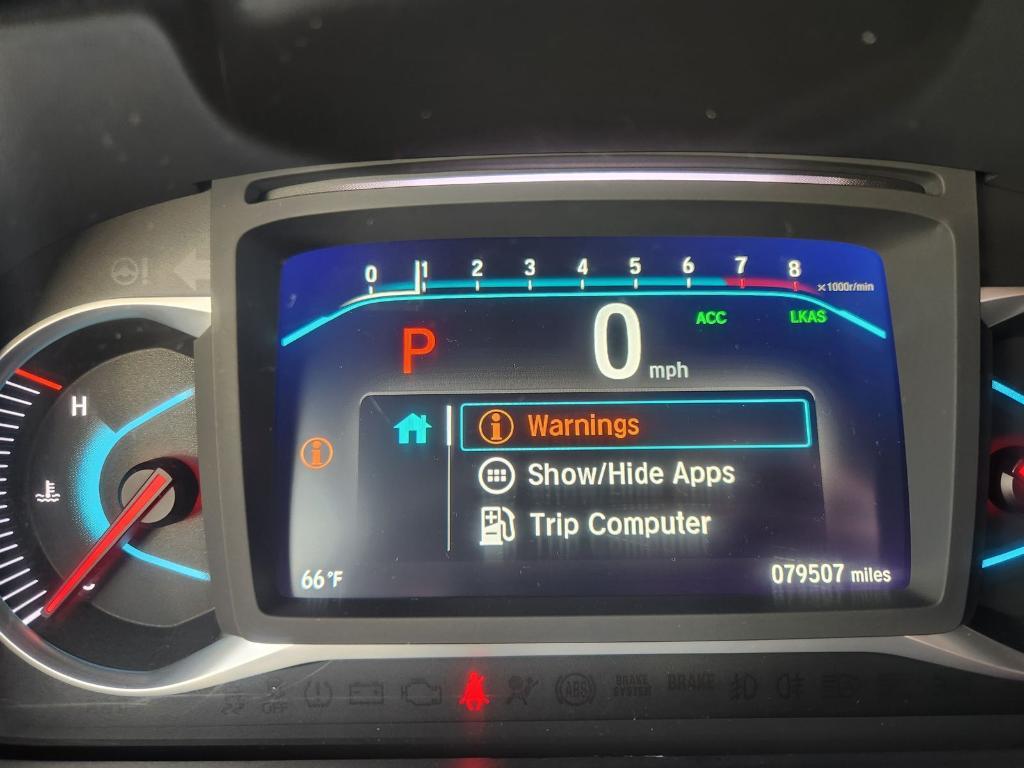 0 1 2 3 4 5 6 7 8 ×1000r/min
ACC LKAS
P 0 mph
H
Warnings
Show/Hide Apps
Trip Computer
C
66°F 079507 miles
OFF ABS BRAKE SYSTEM BRAKE